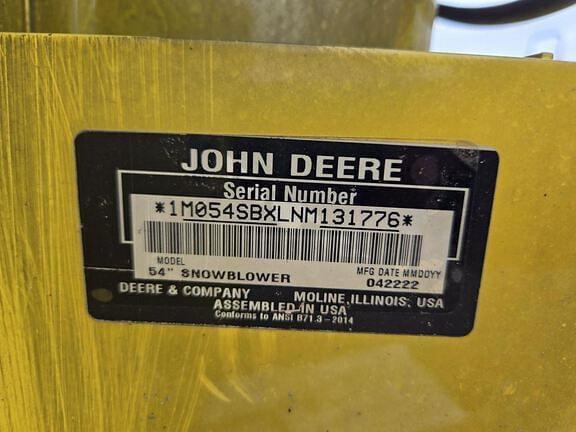 JOHN DEERE
Serial Number
*1M054SBXLNM131776*
MODEL
54" SNOWBLOWER
MFG DATE MMDDYY
042222
DEERE & COMPANY MOLINE, ILLINOIS, USA
ASSEMBLED IN USA
Conforms to ANSI B71.3-2014